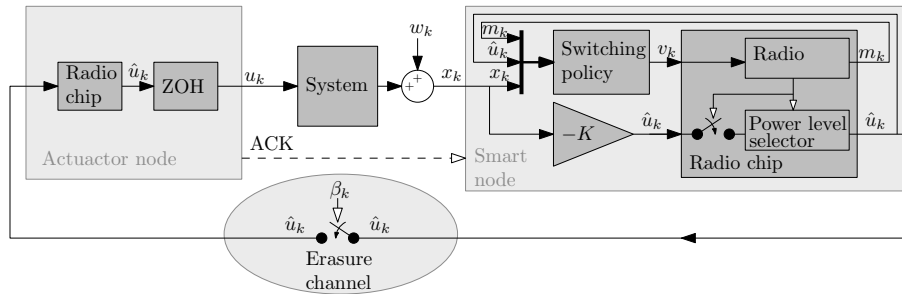 Radio
chip
û_k
ZOH
u_k
Actuactor node
System
w_k
+
+
x_k
ACK
m_k
û_k
x_k
Switching
policy
v_k
Radio
m_k
−K
û_k
Power level
selector
û_k
Radio chip
Smart
node
β_k
û_k
û_k
Erasure
channel